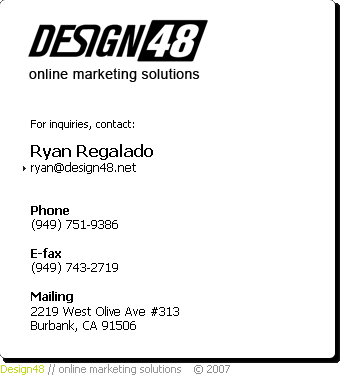 DESIGN48
online marketing solutions
For inquiries, contact:
Ryan Regalado
ryan@design48.net
Phone
(949) 751-9386
E-fax
(949) 743-2719
Mailing
2219 West Olive Ave #313
Burbank, CA 91506
Design48 // online marketing solutions © 2007